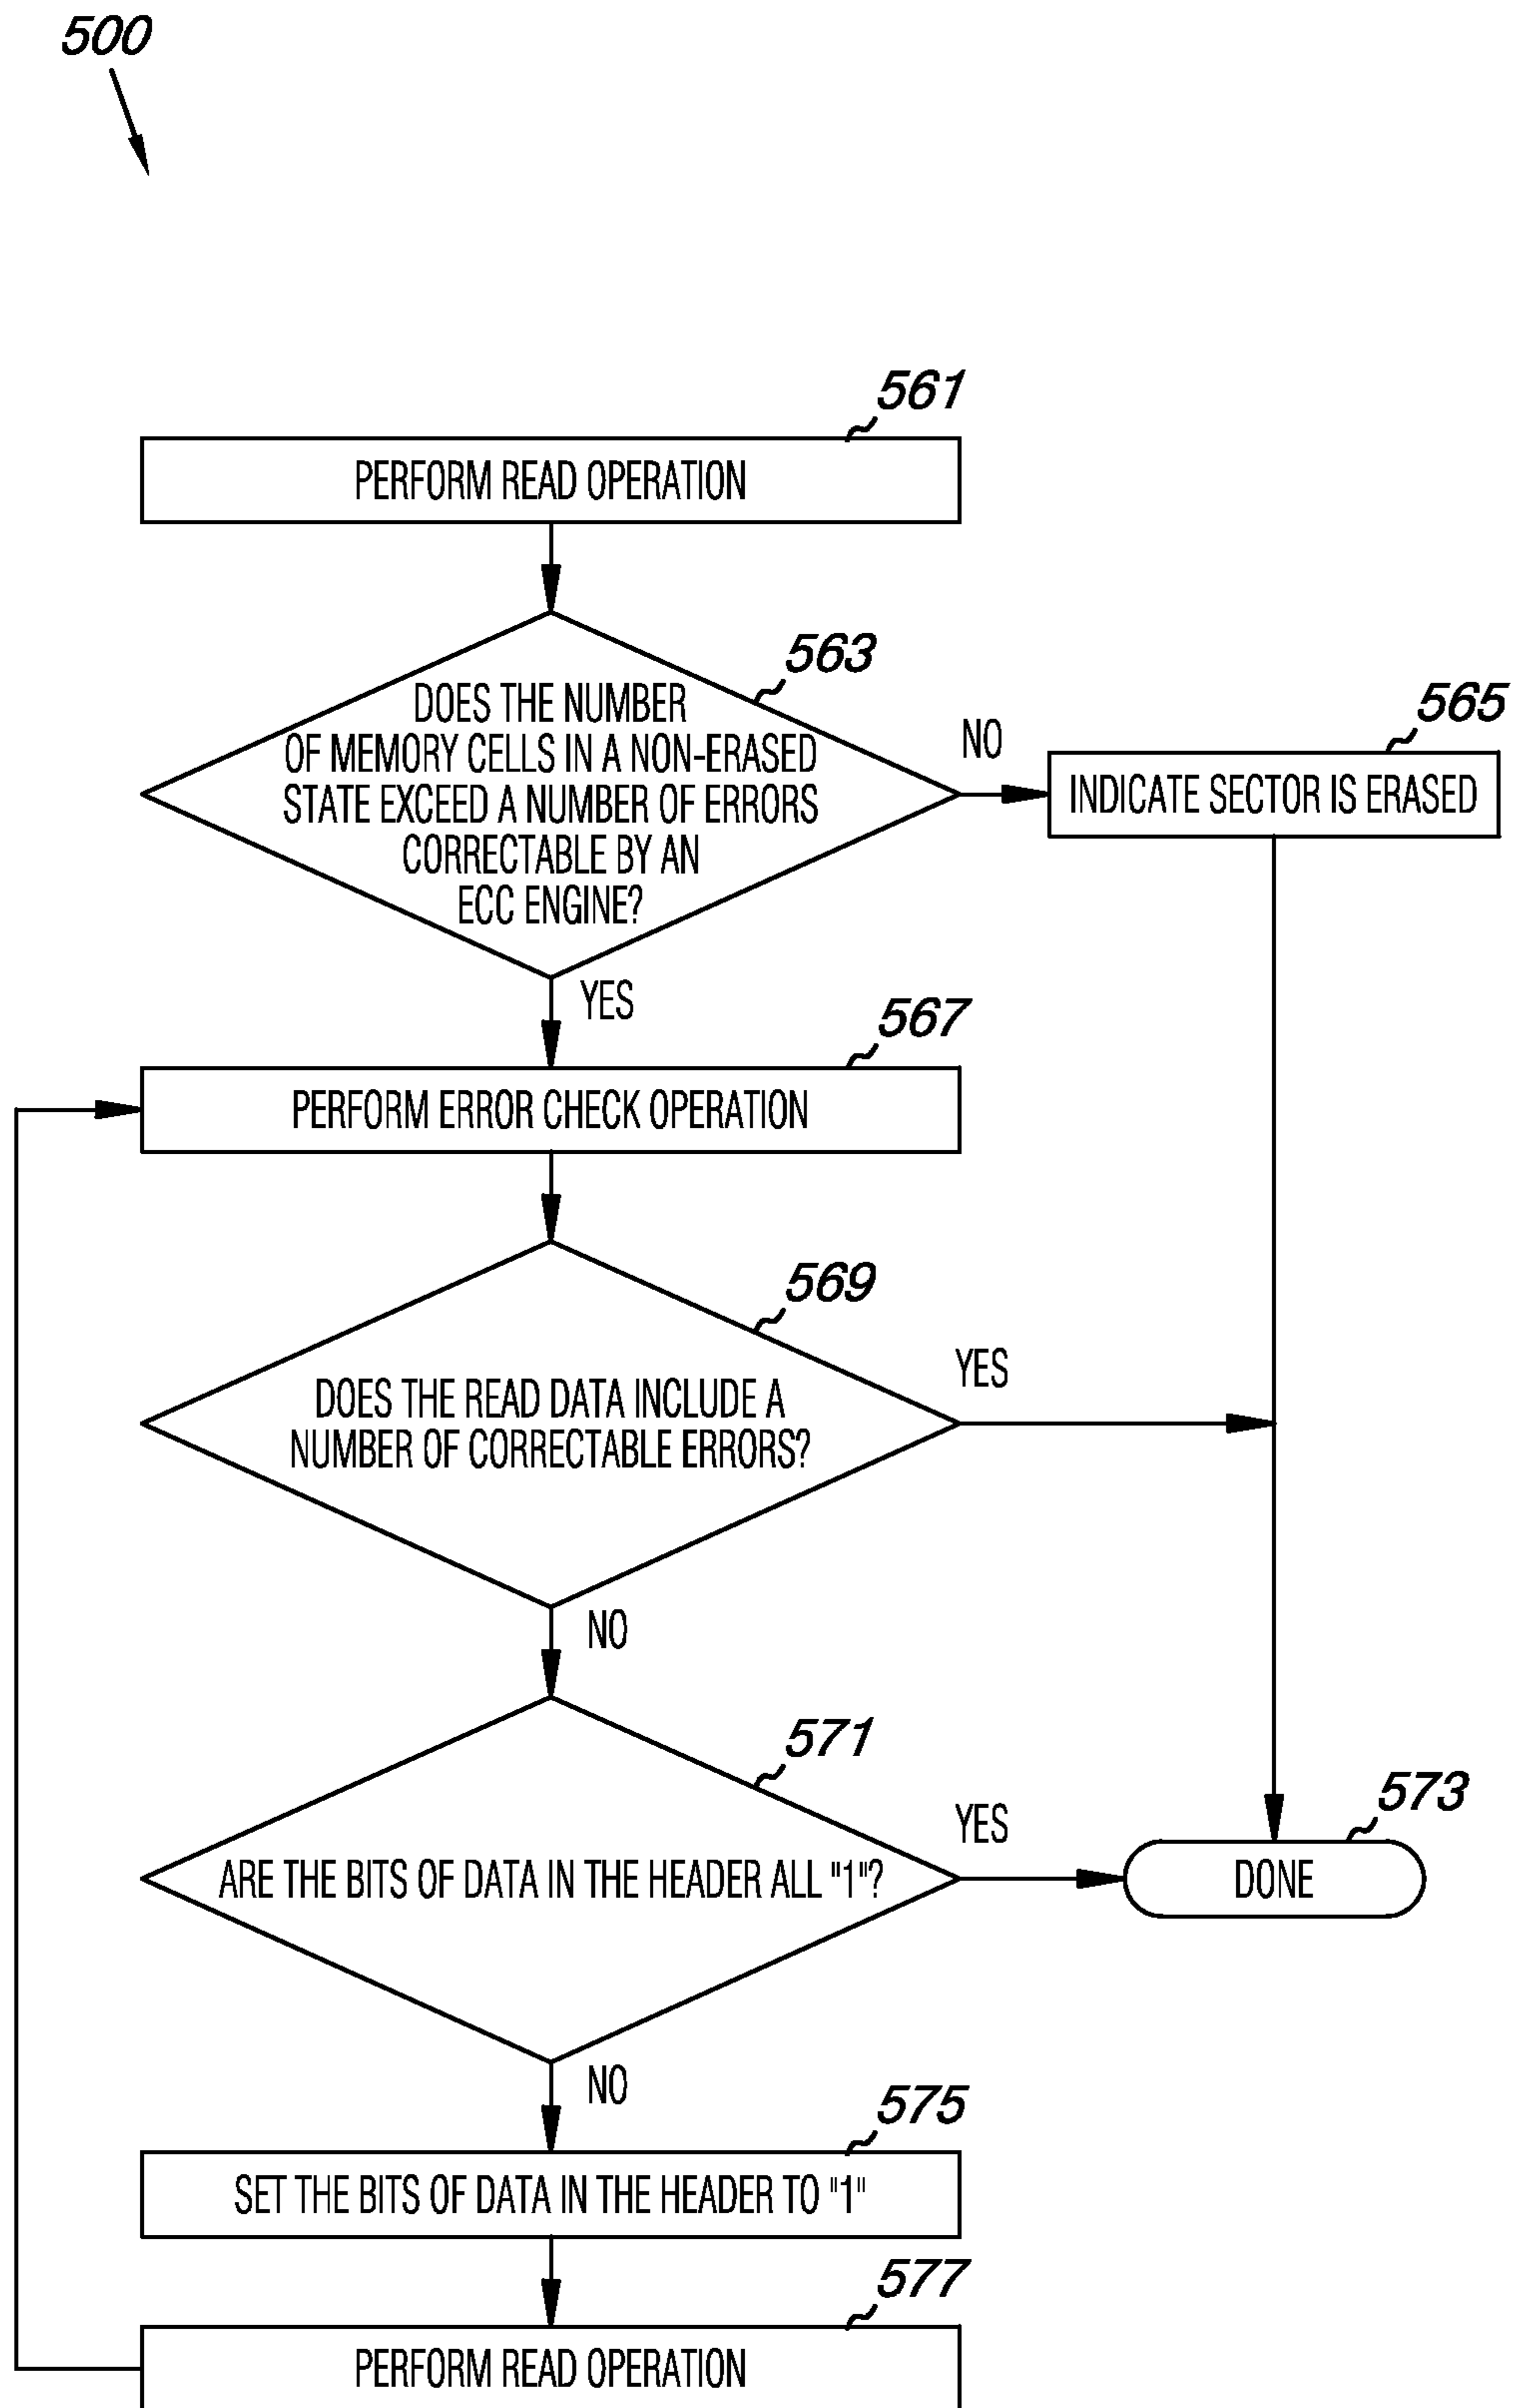 500
561
PERFORM READ OPERATION
563
DOES THE NUMBER
OF MEMORY CELLS IN A NON-ERASED
STATE EXCEED A NUMBER OF ERRORS
CORRECTABLE BY AN
ECC ENGINE?
NO
565
INDICATE SECTOR IS ERASED
YES
567
PERFORM ERROR CHECK OPERATION
569
DOES THE READ DATA INCLUDE A
NUMBER OF CORRECTABLE ERRORS?
YES
NO
571
ARE THE BITS OF DATA IN THE HEADER ALL "1"?
YES
573
DONE
NO
575
SET THE BITS OF DATA IN THE HEADER TO "1"
577
PERFORM READ OPERATION